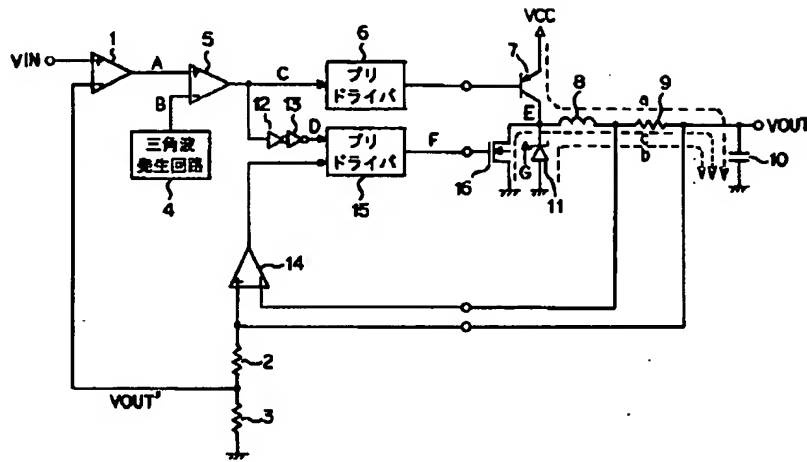 VIN
1
A
5
B
三角波
発生回路
4
C
12
13
D
6
プリ
ドライバ
プリ
ドライバ
15
F
VCC
7
E
8
a
9
VOUT
c
b
10
G
16
11
14
2
VOUT'
3